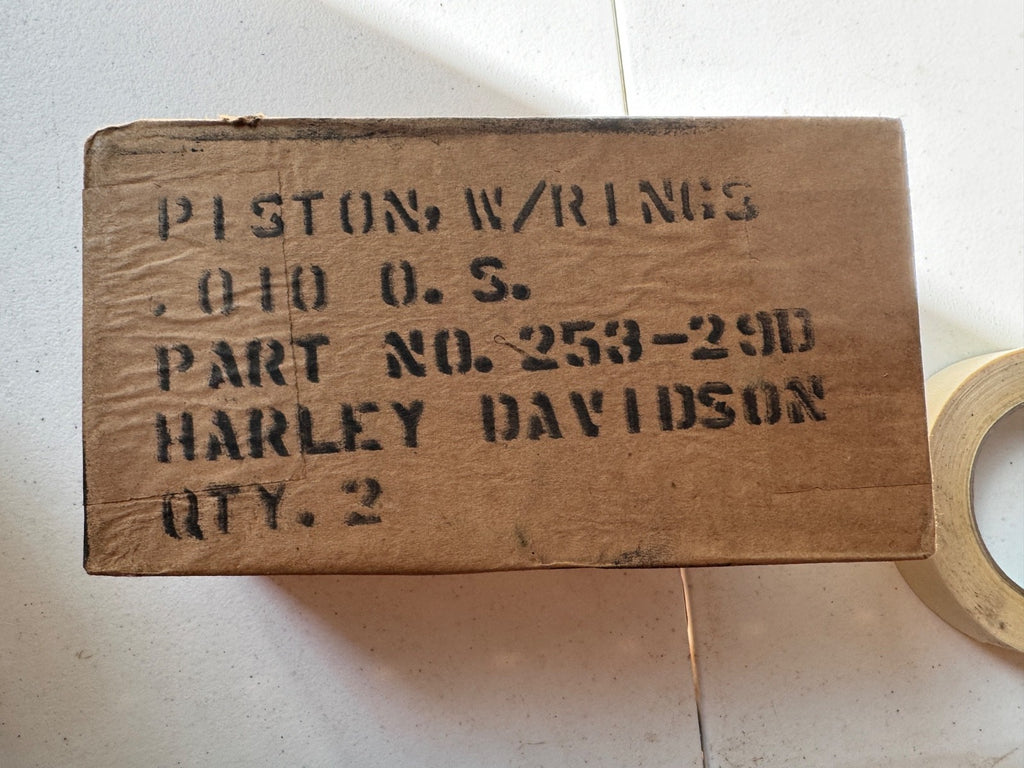 PISTON, W/RINGS
.010 O.S.
PART NO. 253-29D
HARLEY DAVIDSON
QTY. 2